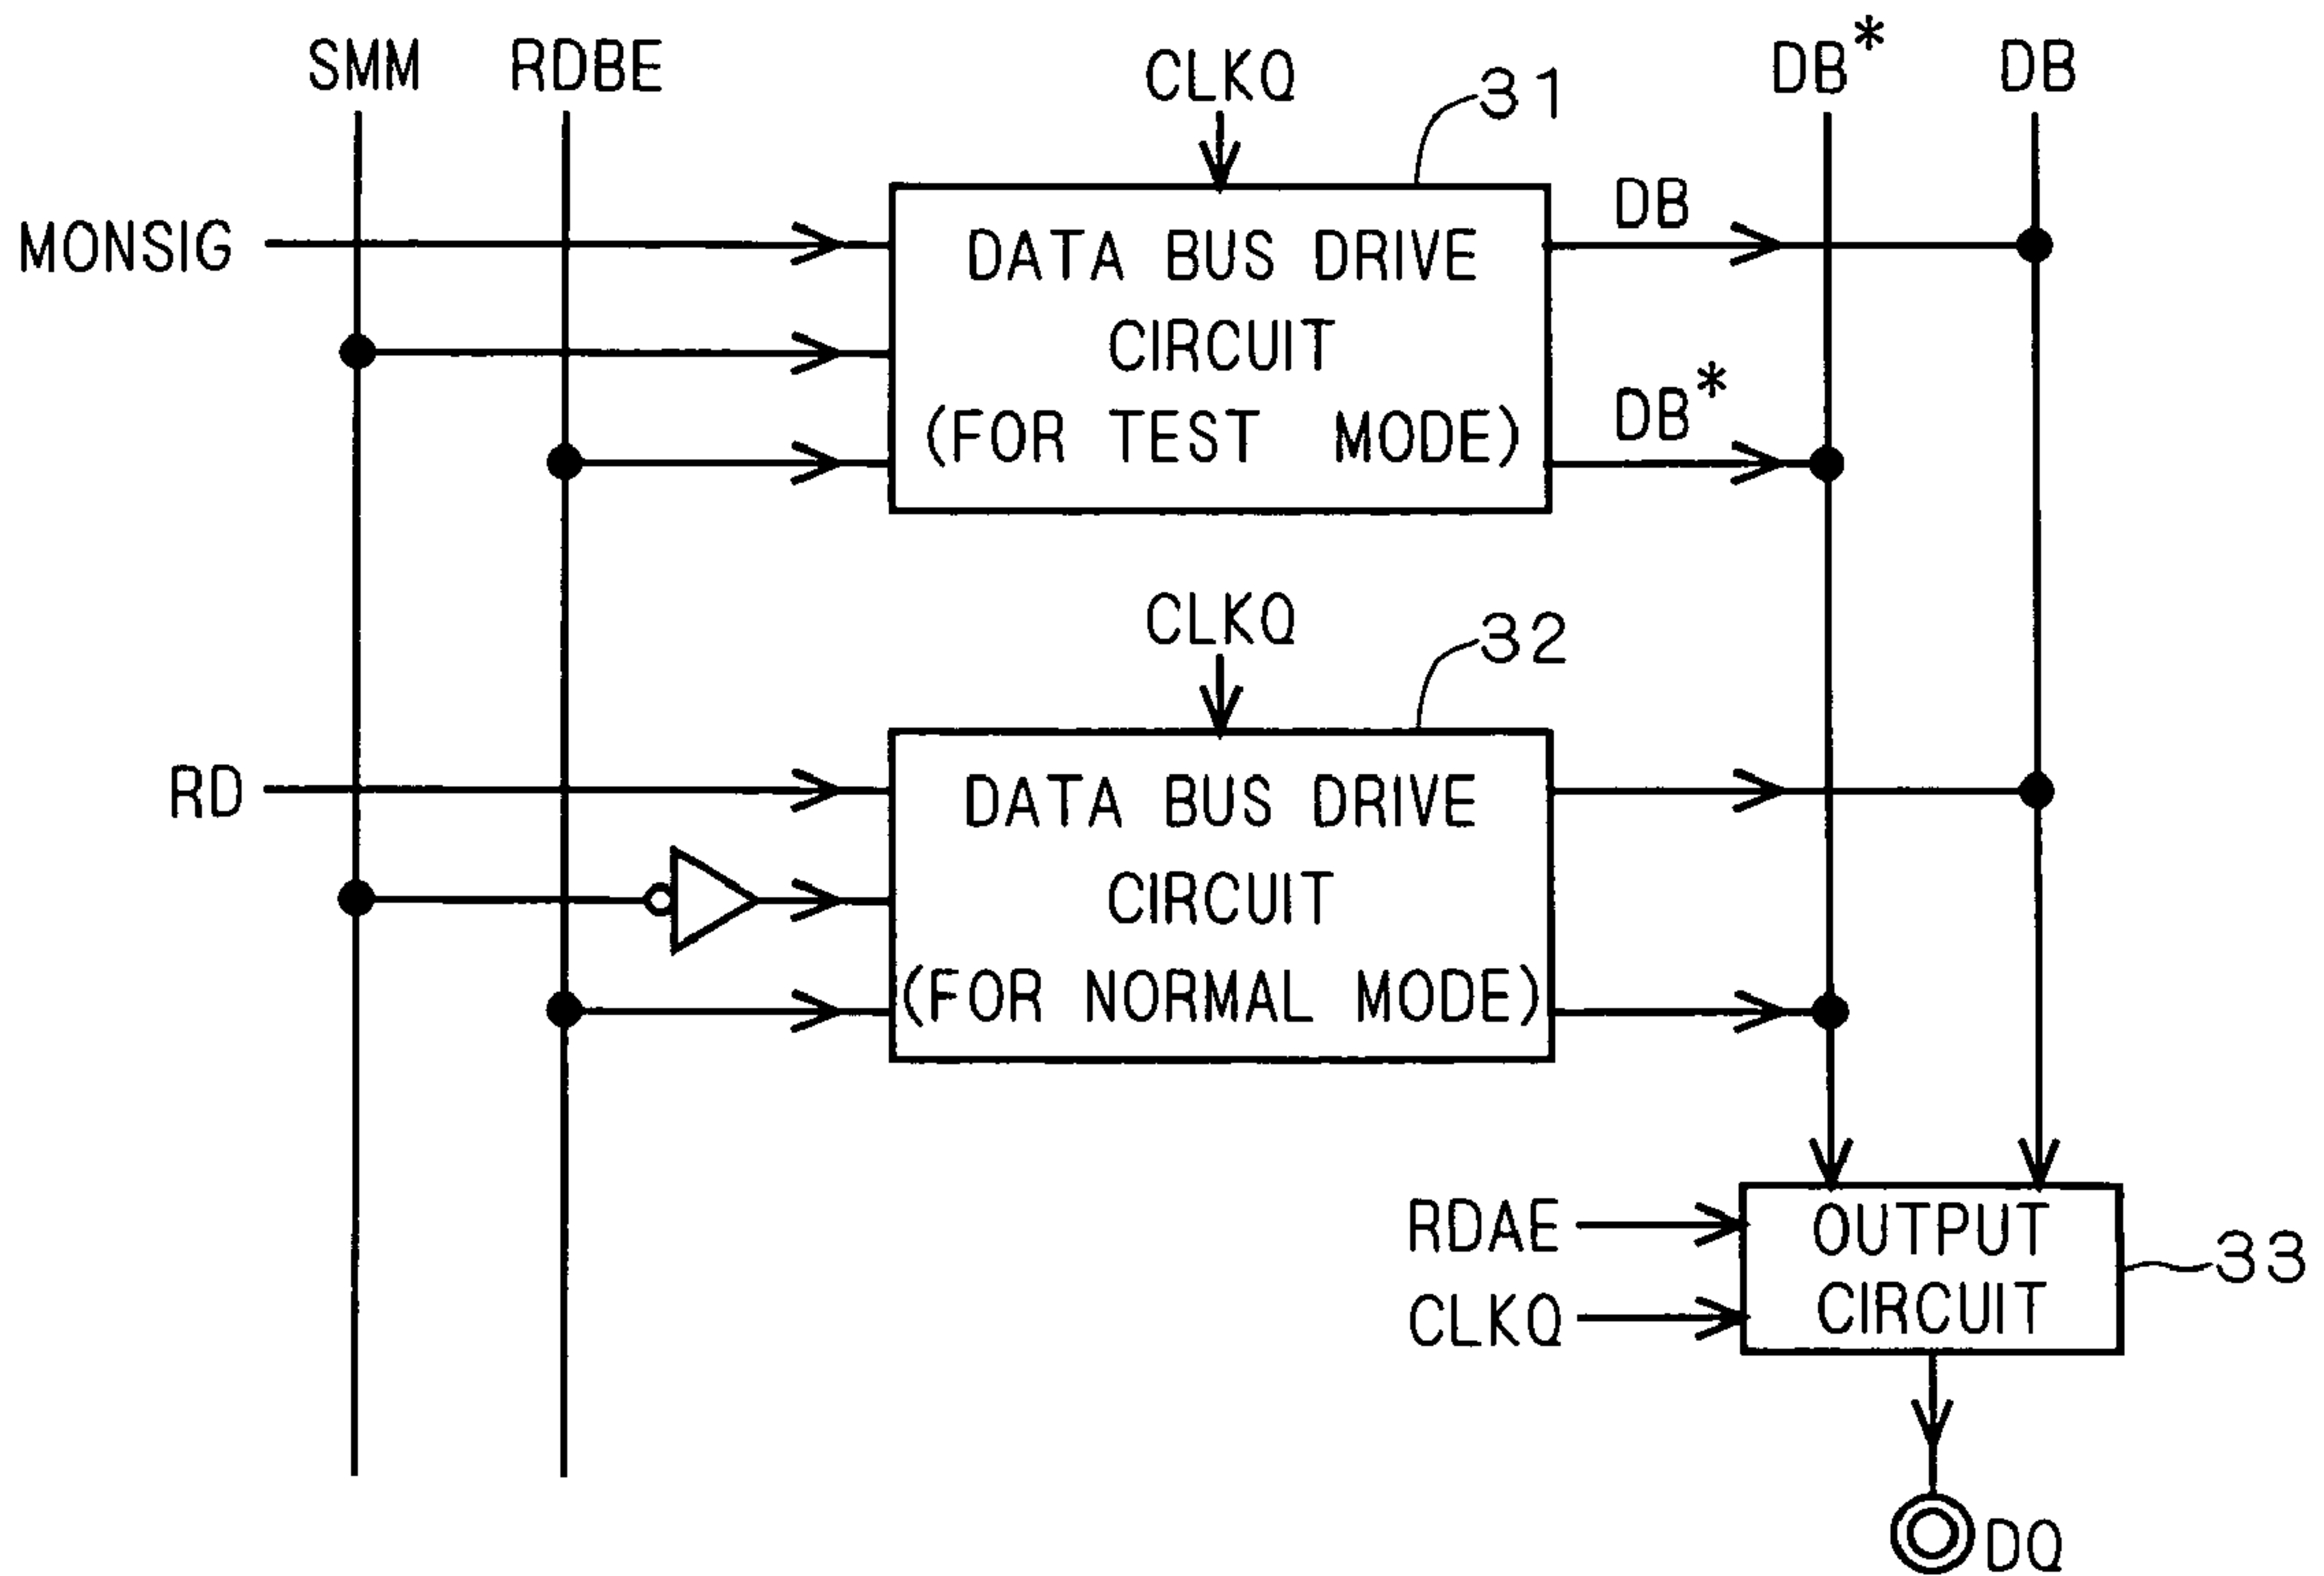 SMM RDBE CLKQ 31 DB* DB
MONSIG
DATA BUS DRIVE
CIRCUIT
(FOR TEST MODE)
DB
DB*
CLKQ 32
RD
DATA BUS DRIVE
CIRCUIT
(FOR NORMAL MODE)
RDAE
CLKQ
OUTPUT
CIRCUIT
33
DQ